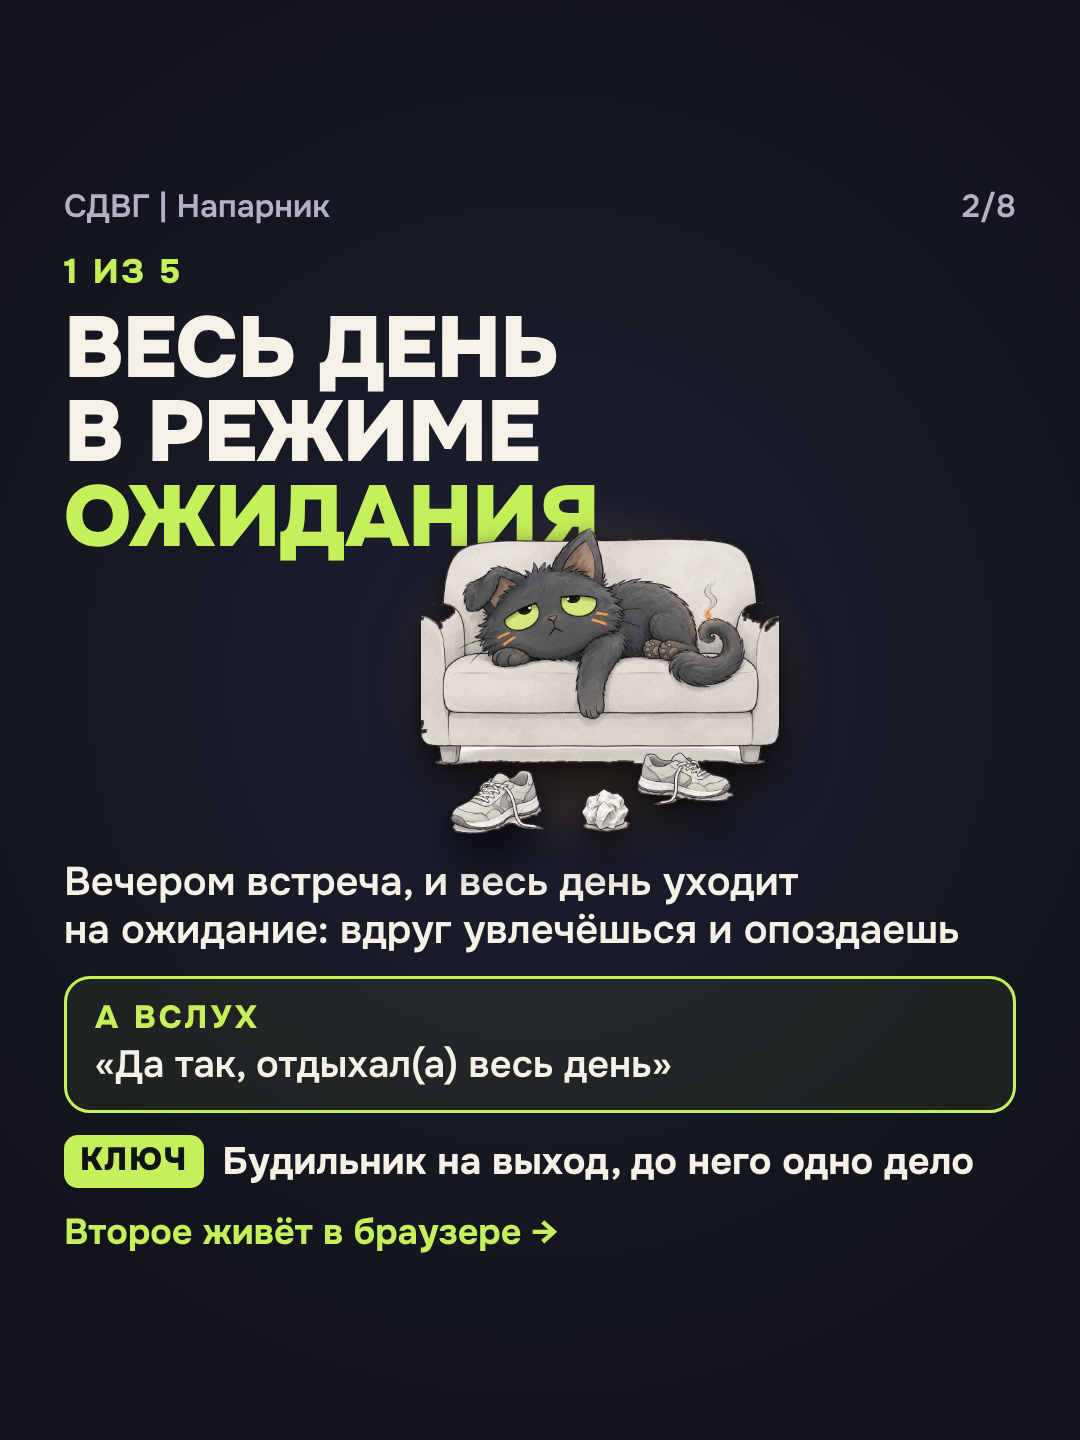 СДВГ | Напарник
2/8
1 ИЗ 5
ВЕСЬ ДЕНЬ
В РЕЖИМЕ
ОЖИДАНИЯ
Вечером встреча, и весь день уходит
на ожидание: вдруг увлечёшься и опоздаешь
А ВСЛУХ
«Да так, отдыхал(а) весь день»
КЛЮЧ Будильник на выход, до него одно дело
Второе живёт в браузере →